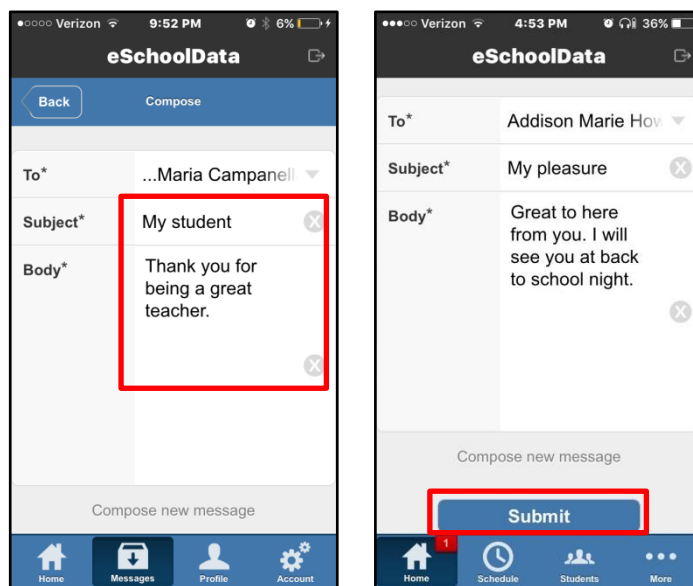 Verizon 9:52 PM 6%
eSchoolData
Back Compose
To* ...Maria Campanell
Subject* My student
Body* Thank you for
being a great
teacher.
Compose new message
Home Messages Profile Account
Verizon 4:53 PM 36%
eSchoolData
To* Addison Marie How
Subject* My pleasure
Body* Great to here
from you. I will
see you at back
to school night.
Compose new message
Submit
1
Home Schedule Students More